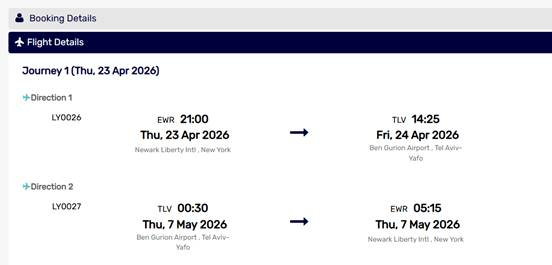 Booking Details
Flight Details
Journey 1 (Thu, 23 Apr 2026)
Direction 1
LY0026
EWR 21:00
Thu, 23 Apr 2026
Newark Liberty Intl , New York
TLV 14:25
Fri, 24 Apr 2026
Ben Gurion Airport , Tel Aviv-
Yafo
Direction 2
LY0027
TLV 00:30
Thu, 7 May 2026
Ben Gurion Airport , Tel Aviv-
Yafo
EWR 05:15
Thu, 7 May 2026
Newark Liberty Intl , New York